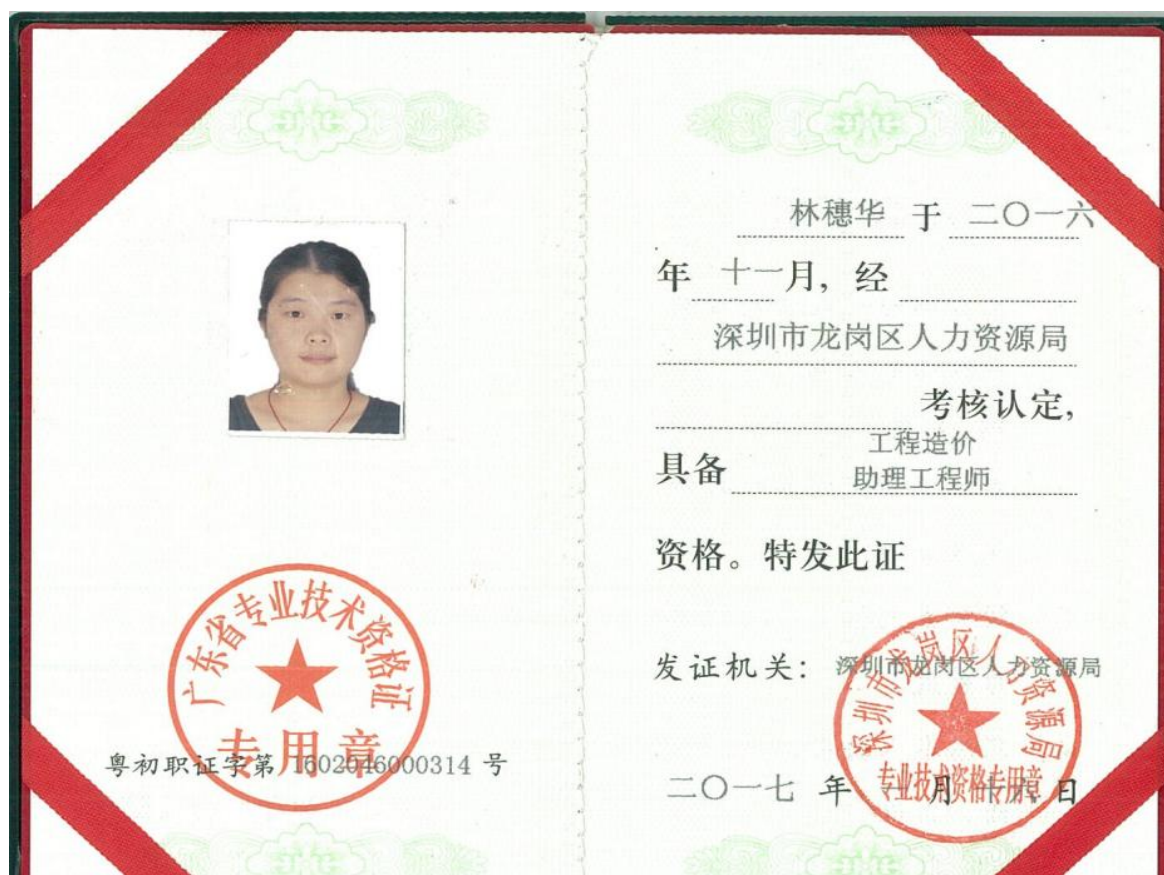 广东省专业技术资格证
专用章
粤初职证字第 1602046000314 号
林穗华 于 二〇一六
年 十一月, 经
深圳市龙岗区人力资源局
考核认定,
具备
工程造价
助理工程师
资格。特发此证
发证机关: 深圳市龙岗区人力资源局
深圳市龙岗区人力资源局
专业技术资格专用章
二〇一七 年 一 月 十六 日